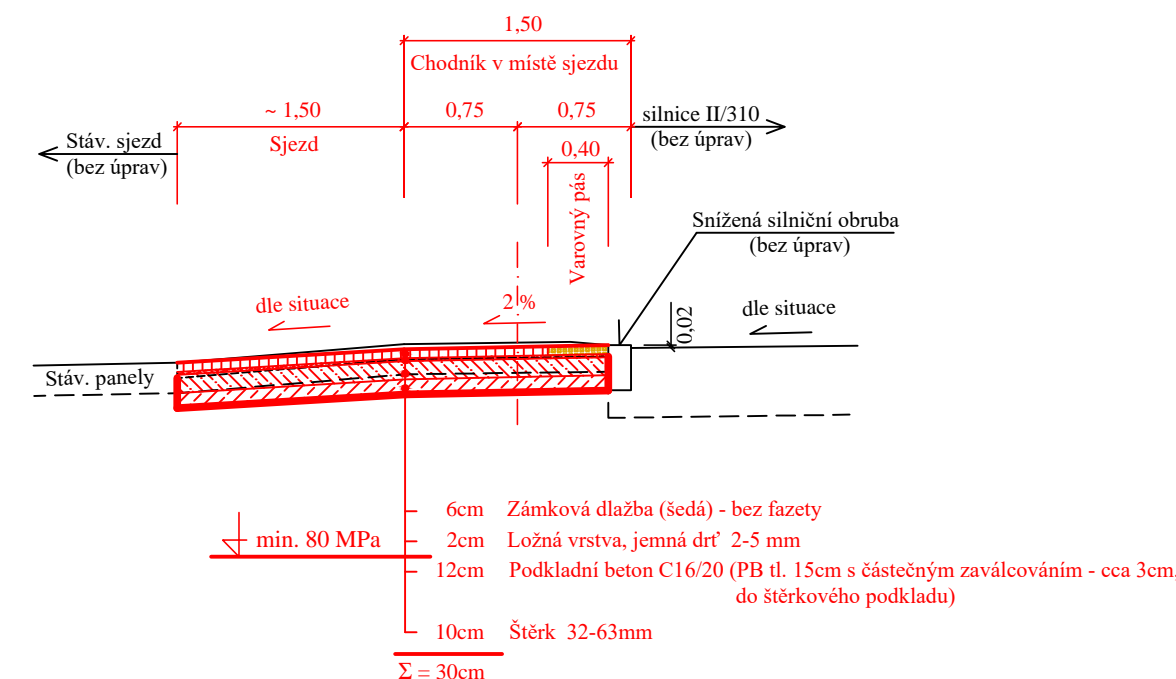 1,50
Chodník v místě sjezdu
~ 1,50
0,75
0,75
silnice II/310
(bez úprav)
Stáv. sjezd
(bez úprav)
Sjezd
0,40
Varovný pás
Snížená silniční obruba
(bez úprav)
dle situace
2 %
0,02
dle situace
Stáv. panely
6cm Zámková dlažba (šedá) - bez fazety
min. 80 MPa
2cm Ložná vrstva, jemná drť 2-5 mm
12cm Podkladní beton C16/20 (PB tl. 15cm s částečným zaválcováním - cca 3cm,
do štěrkového podkladu)
10cm Štěrk 32-63mm
Σ = 30cm